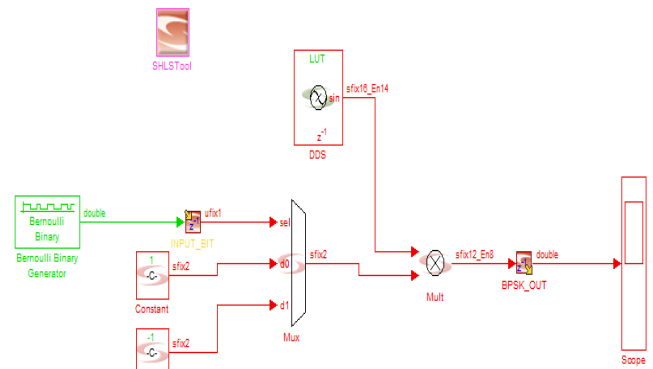 SHLSTool
LUT
sin
z-1
DDS
sfix16_En14
Bernoulli
Binary
Bernoulli Binary
Generator
double
z-1
INPUT_BIT
ufix1
sel
d0
d1
Mux
1
-C-
Constant
sfix2
-1
-C-
sfix2
sfix2
Mult
sfix12_En8
BPSK_OUT
double
Scope